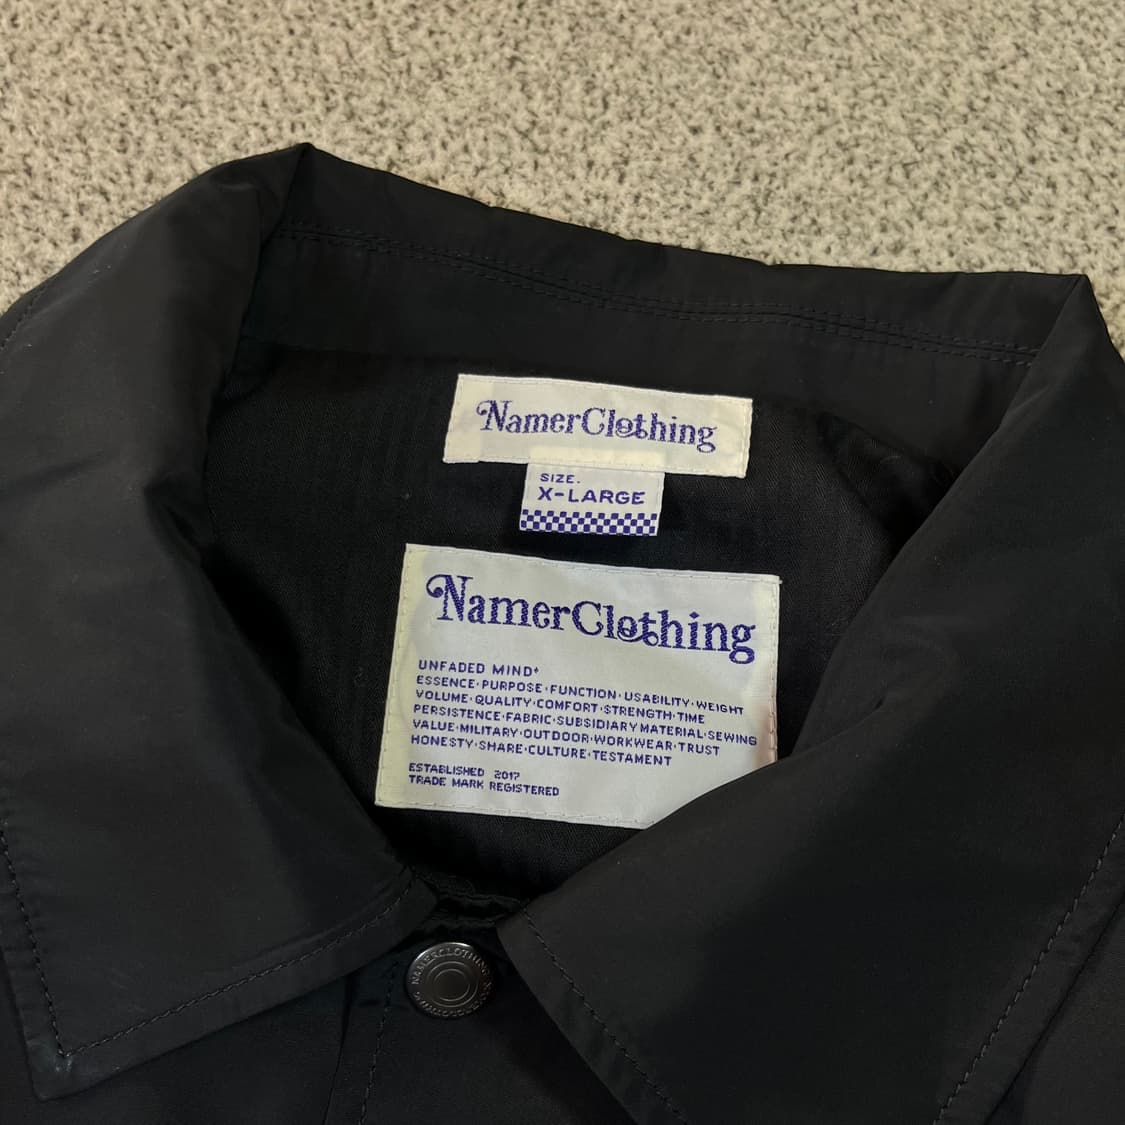 NamerClothing
SIZE.
X-LARGE
NamerClothing
UNFADED MIND+
ESSENCE·PURPOSE·FUNCTION·USABILITY·WEIGHT
VOLUME·QUALITY·COMFORT·STRENGTH·TIME
PERSISTENCE·FABRIC·SUBSIDIARY MATERIAL·SEWING
VALUE·MILITARY·OUTDOOR·WORKWEAR·TRUST
HONESTY·SHARE·CULTURE·TESTAMENT
ESTABLISHED 2017
TRADE MARK REGISTERED
NAMERCLOTHING